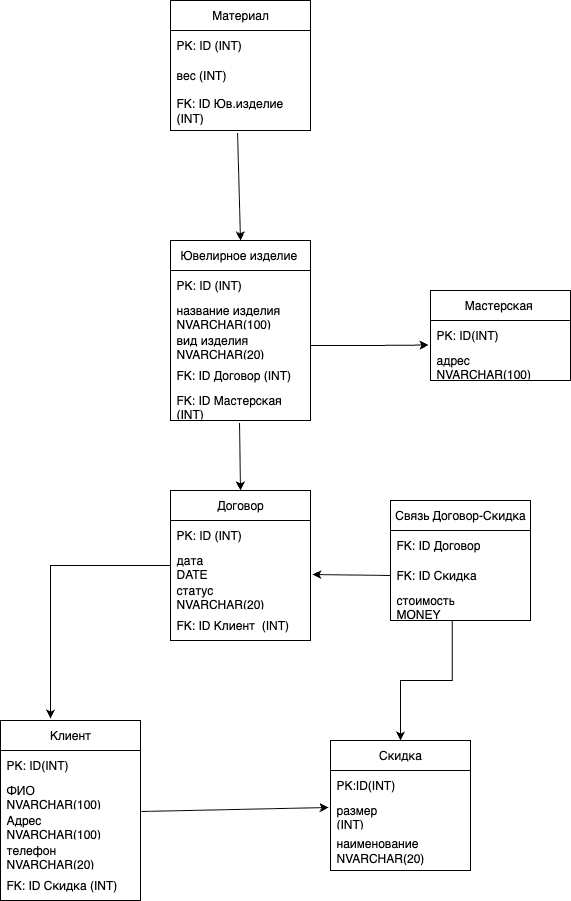 Материал
PK: ID (INT)
вес (INT)
FK: ID Юв.изделие
(INT)
Ювелирное изделие
PK: ID (INT)
название изделия
NVARCHAR(100)
вид изделия
NVARCHAR(20)
FK: ID Договор (INT)
FK: ID Мастерская
(INT)
Мастерская
PK: ID(INT)
адрес
NVARCHAR(100)
Договор
PK: ID (INT)
дата
DATE
статус
NVARCHAR(20)
FK: ID Клиент (INT)
Связь Договор-Скидка
FK: ID Договор
FK: ID Скидка
стоимость
MONEY
Клиент
PK: ID(INT)
ФИО
NVARCHAR(100)
Адрес
NVARCHAR(100)
телефон
NVARCHAR(20)
FK: ID Скидка (INT)
Скидка
PK:ID(INT)
размер
(INT)
наименование
NVARCHAR(20)